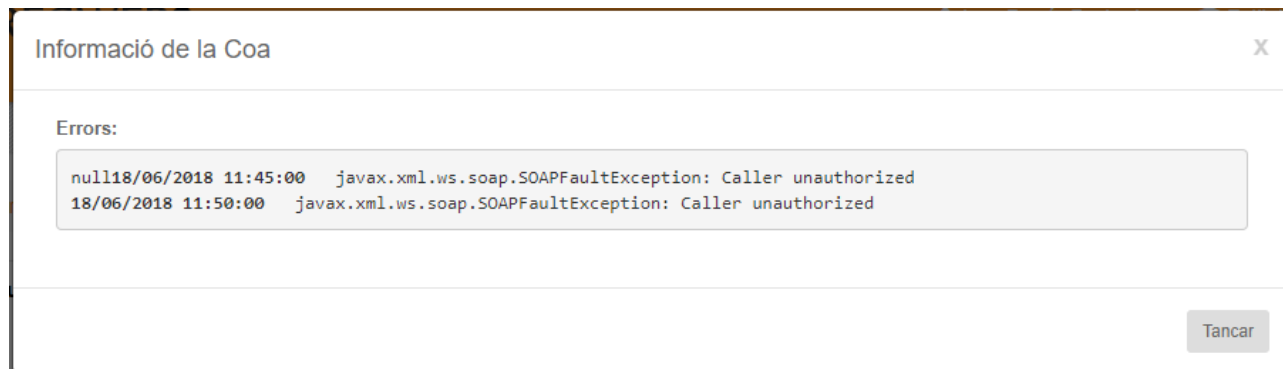 Informació de la Coa
X
Errors:
null18/06/2018 11:45:00   javax.xml.ws.soap.SOAPFaultException: Caller unauthorized
18/06/2018 11:50:00   javax.xml.ws.soap.SOAPFaultException: Caller unauthorized
Tancar